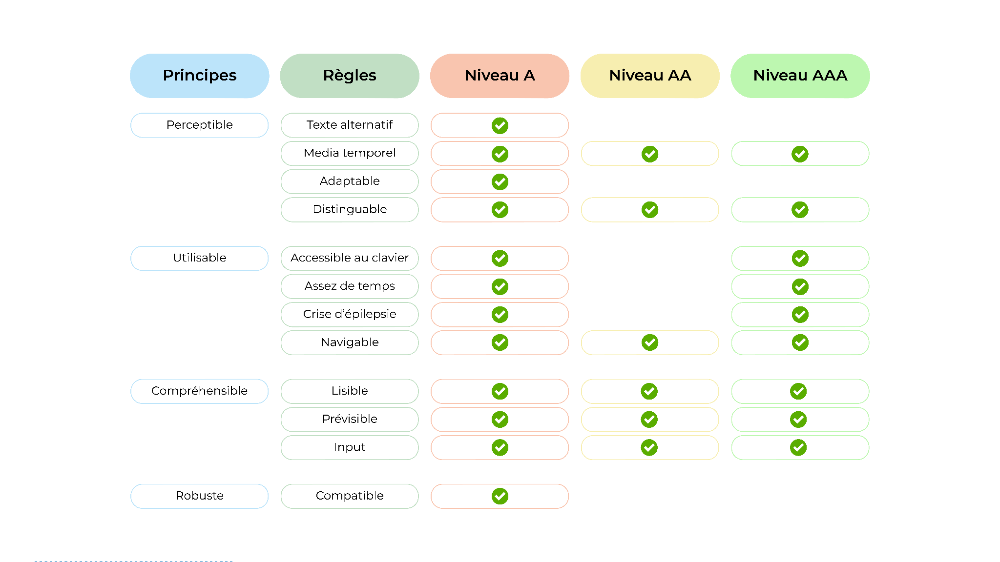 Principes Règles Niveau A Niveau AA Niveau AAA
Perceptible Texte alternatif
Media temporel
Adaptable
Distinguable
Utilisable Accessible au clavier
Assez de temps
Crise d’épilepsie
Navigable
Compréhensible Lisible
Prévisible
Input
Robuste Compatible